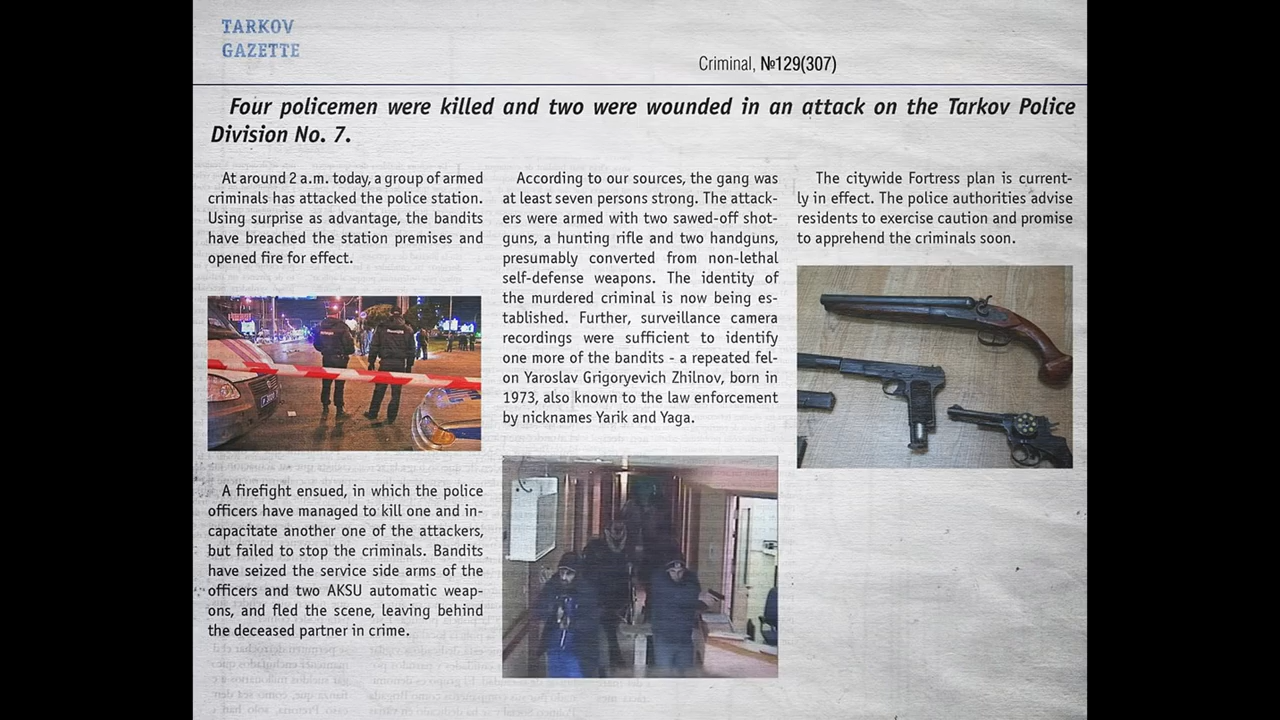 TARKOV
GAZETTE
Criminal, №129(307)
Four policemen were killed and two were wounded in an attack on the Tarkov Police
Division No. 7.
At around 2 a.m. today, a group of armed
criminals has attacked the police station.
Using surprise as advantage, the bandits
have breached the station premises and
opened fire for effect.
A firefight ensued, in which the police
officers have managed to kill one and in-
capacitate another one of the attackers,
but failed to stop the criminals. Bandits
have seized the service side arms of the
officers and two AKSU automatic weap-
ons, and fled the scene, leaving behind
the deceased partner in crime.
According to our sources, the gang was
at least seven persons strong. The attack-
ers were armed with two sawed-off shot-
guns, a hunting rifle and two handguns,
presumably converted from non-lethal
self-defense weapons. The identity of
the murdered criminal is now being es-
tablished. Further, surveillance camera
recordings were sufficient to identify
one more of the bandits - a repeated fel-
on Yaroslav Grigoryevich Zhilnov, born in
1973, also known to the law enforcement
by nicknames Yarik and Yaga.
The citywide Fortress plan is current-
ly in effect. The police authorities advise
residents to exercise caution and promise
to apprehend the criminals soon.